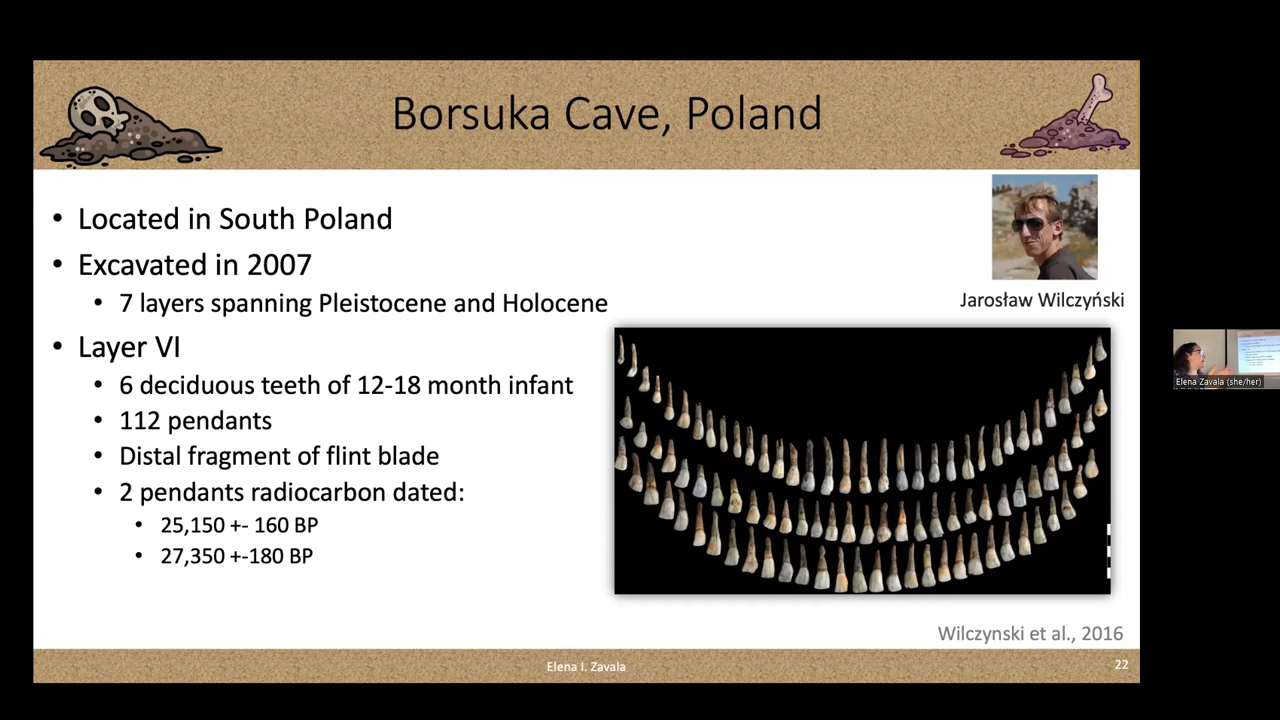 Borsuka Cave, Poland
• Located in South Poland
• Excavated in 2007
• 7 layers spanning Pleistocene and Holocene
• Layer VI
• 6 deciduous teeth of 12-18 month infant
• 112 pendants
• Distal fragment of flint blade
• 2 pendants radiocarbon dated:
• 25,150 +- 160 BP
• 27,350 +-180 BP
Jarosław Wilczyński
Wilczynski et al., 2016
Elena I. Zavala
22
Elena Zavala (she/her)